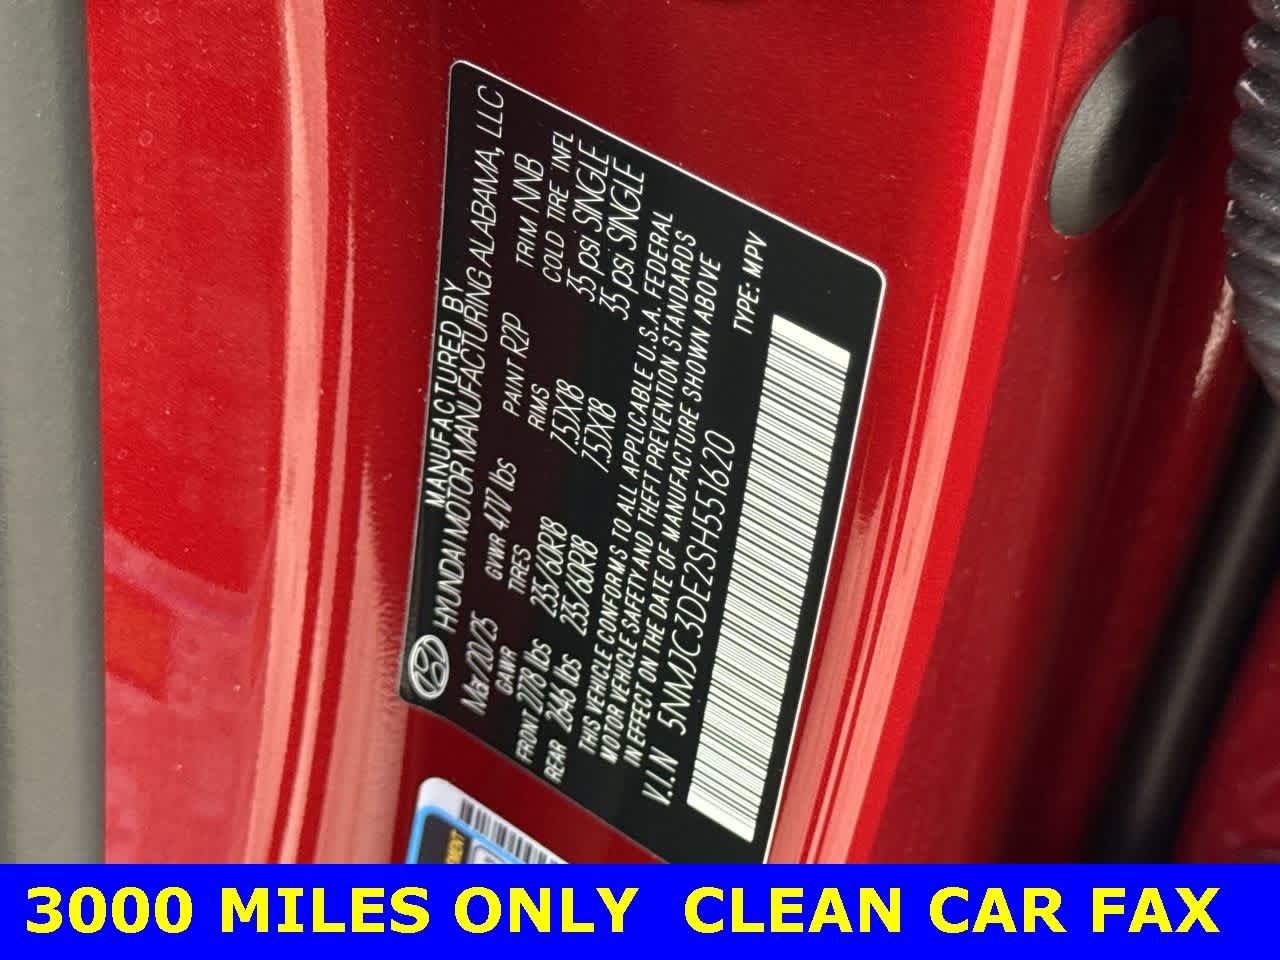 MANUFACTURED BY
HYUNDAI MOTOR MANUFACTURING ALABAMA, LLC
Mar/20/25 GVWR 4717 lbs PAINT R2P TRIM NNB
GAWR TIRES RIMS COLD TIRE INFL
FRONT 2778 lbs 235/60R18 7.5JX18 35 psi SINGLE
REAR 2646 lbs 235/60R18 7.5JX18 35 psi SINGLE
THIS VEHICLE CONFORMS TO ALL APPLICABLE U.S.A. FEDERAL
MOTOR VEHICLE SAFETY AND THEFT PREVENTION STANDARDS
IN EFFECT ON THE DATE OF MANUFACTURE SHOWN ABOVE
V.I.N 5NMJC3DE2SH551620 TYPE: MPV
3000 MILES ONLY CLEAN CAR FAX